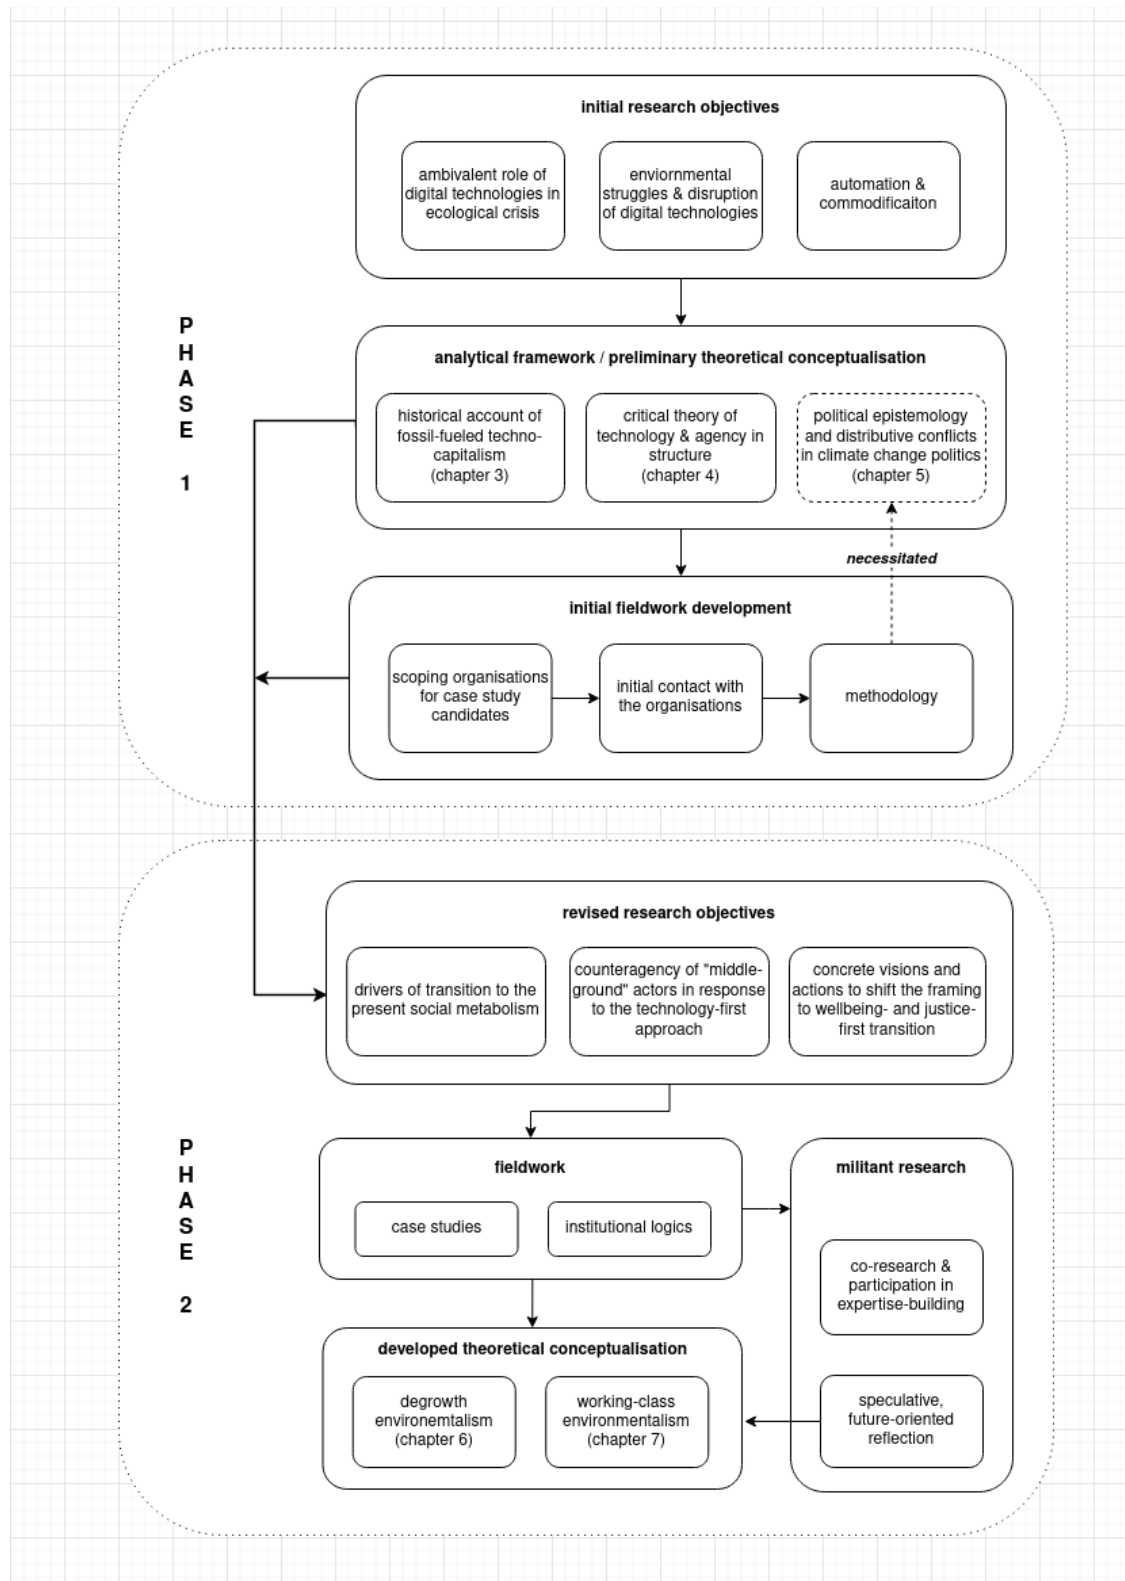 initial research objectives
ambivalent role of
digital technologies in
ecological crisis
enviornmental
struggles & disruption
of digital technologies
automation &
commodificaiton
PHASE 1
analytical framework / preliminary theoretical conceptualisation
historical account of
fossil-fueled techno-
capitalism
(chapter 3)
critical theory of
technology & agency in
structure
(chapter 4)
political epistemology
and distributive conflicts
in climate change politics
(chapter 5)
necessitated
initial fieldwork development
scoping organisations
for case study
candidates
initial contact with
the organisations
methodology
revised research objectives
drivers of transition to the
present social metabolism
counteragency of "middle-
ground" actors in response
to the technology-first
approach
concrete visions and
actions to shift the framing
to wellbeing- and justice-
first transition
PHASE 2
fieldwork
case studies
institutional logics
militant research
co-research &
participation in
expertise-building
speculative,
future-oriented
reflection
developed theoretical conceptualisation
degrowth
environemtalism
(chapter 6)
working-class
environmentalism
(chapter 7)